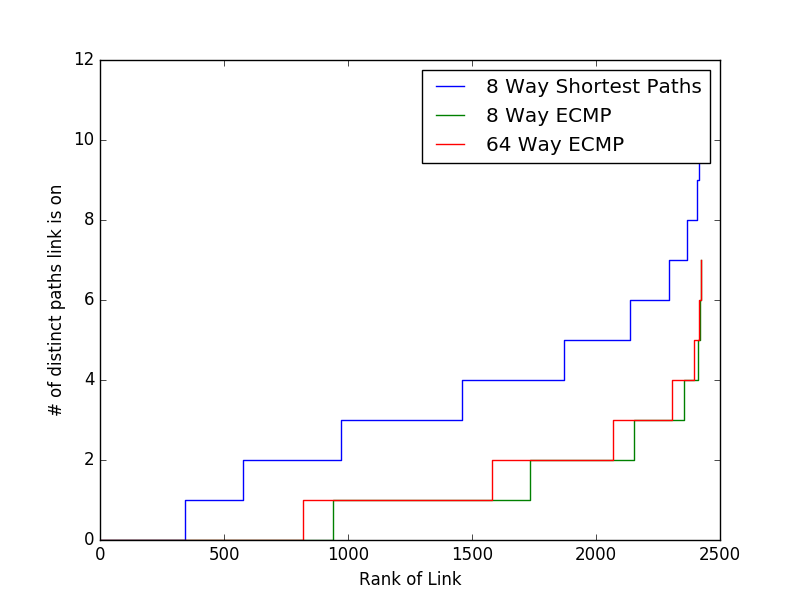 12
10
8
6
4
2
0
# of distinct paths link is on
8 Way Shortest Paths
8 Way ECMP
64 Way ECMP
0 500 1000 1500 2000 2500
Rank of Link